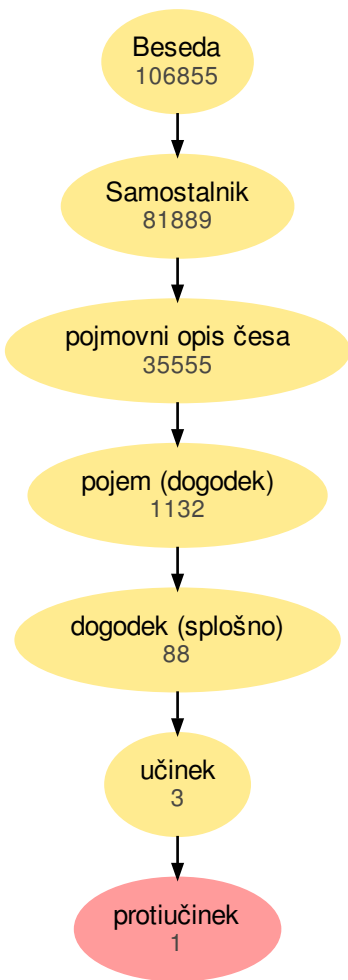 Beseda
106855
Samostalnik
81889
pojmovni opis česa
35555
pojem (dogodek)
1132
dogodek (splošno)
88
učinek
3
protiučinek
1